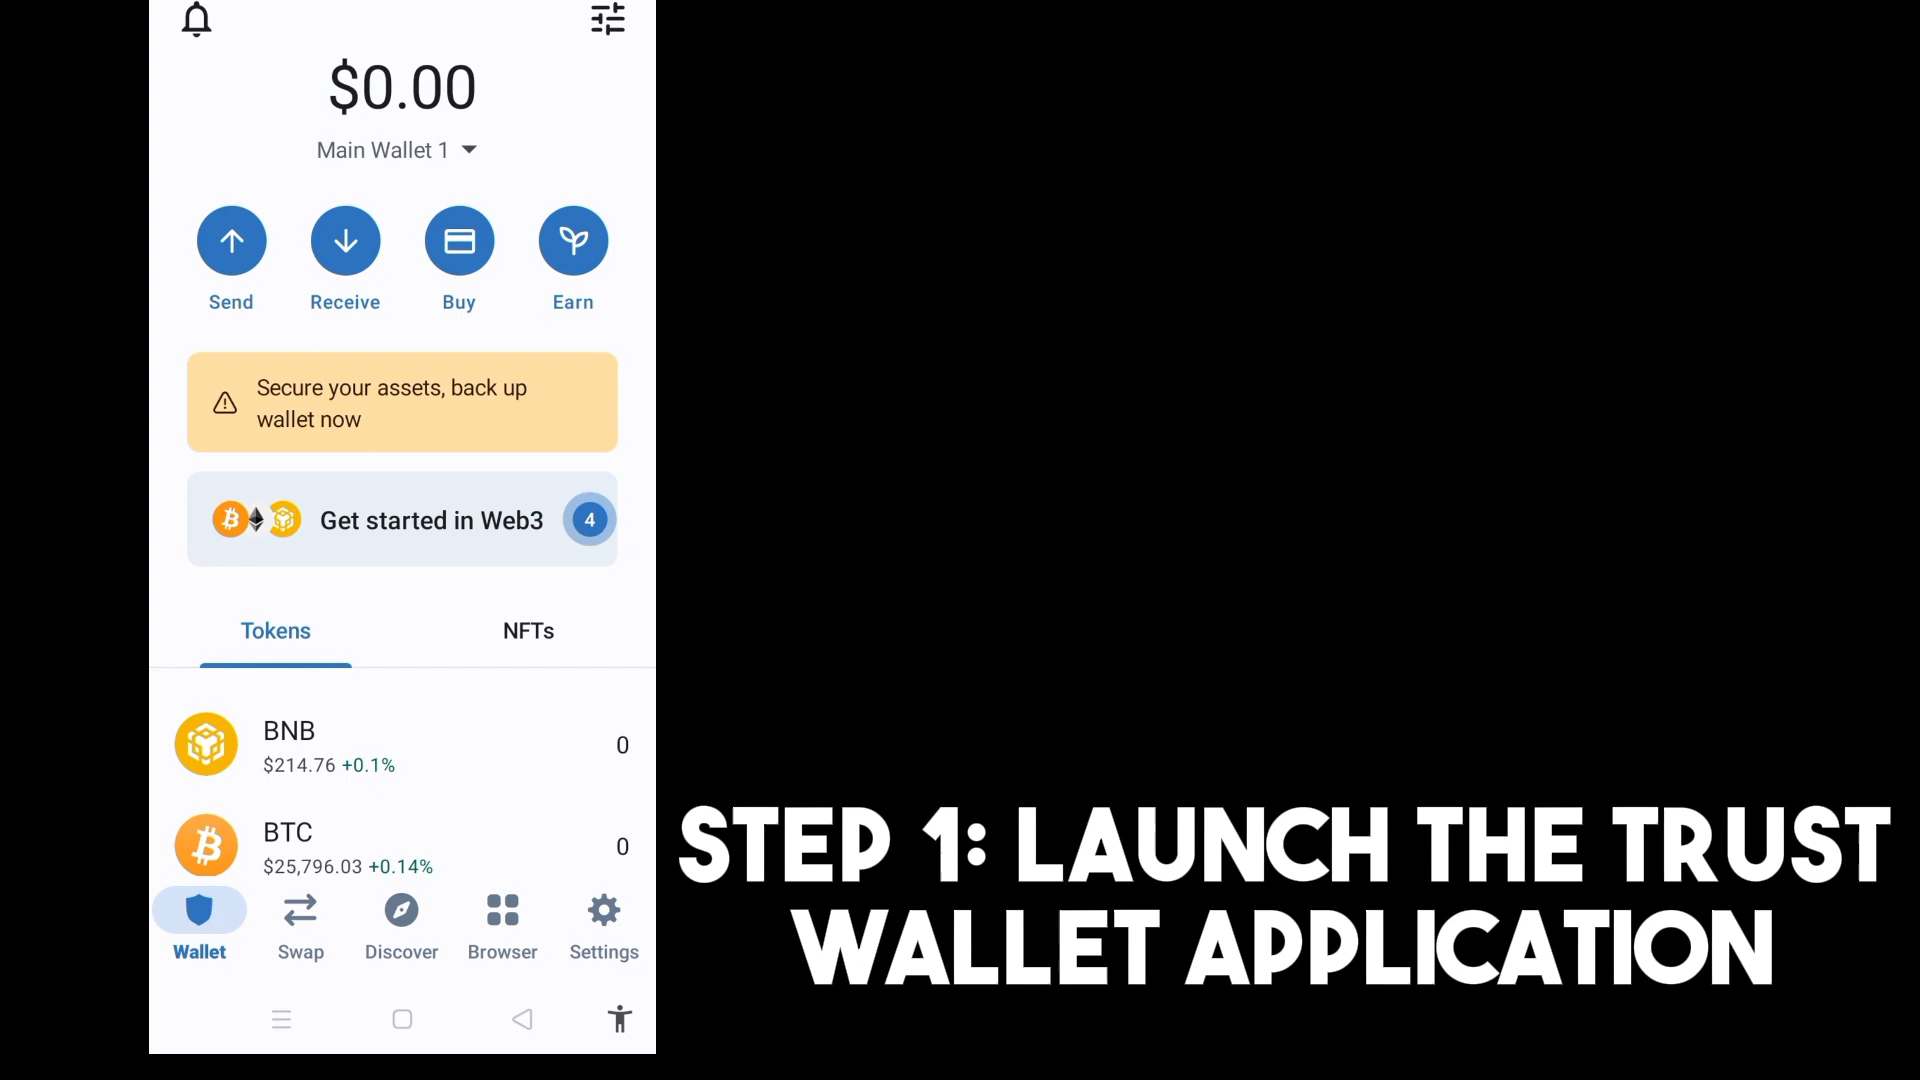 $0.00
Main Wallet 1
Send Receive Buy Earn
Secure your assets, back up
wallet now
Get started in Web3 4
Tokens NFTs
BNB
0
$214.76 +0.1%
BTC
0
$25,796.03 +0.14%
Wallet Swap Discover Browser Settings
STEP 1: LAUNCH THE TRUST
WALLET APPLICATION